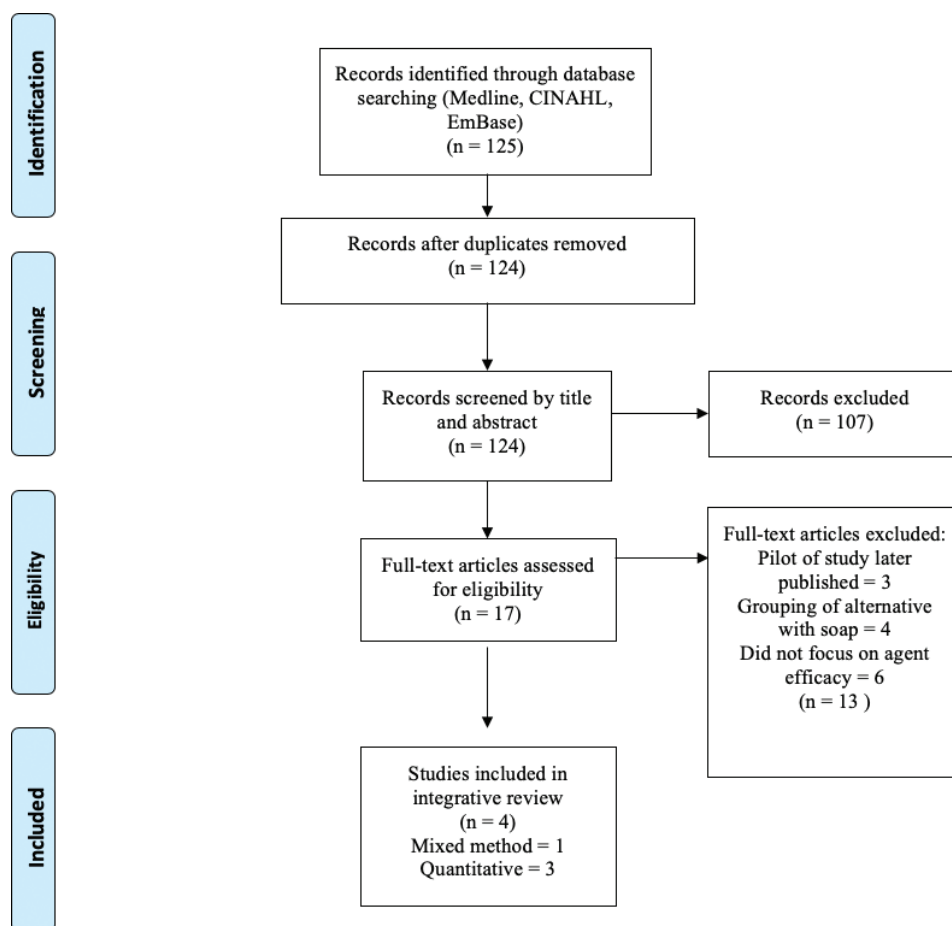 Identification
Records identified through database
searching (Medline, CINAHL,
EmBase)
(n = 125)
Screening
Records after duplicates removed
(n = 124)
Records screened by title
and abstract
(n = 124)
Records excluded
(n = 107)
Eligibility
Full-text articles assessed
for eligibility
(n = 17)
Full-text articles excluded:
Pilot of study later
published = 3
Grouping of alternative
with soap = 4
Did not focus on agent
efficacy = 6
(n = 13 )
Included
Studies included in
integrative review
(n = 4)
Mixed method = 1
Quantitative = 3